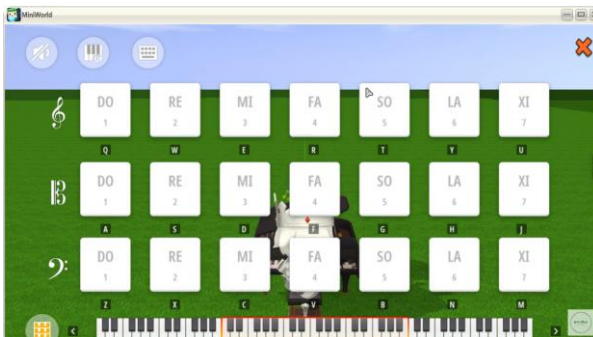 MiniWorld
DO RE MI FA SO LA XI
1 2 3 4 5 6 7
Q W E R T Y U
DO RE MI FA SO LA XI
1 2 3 4 5 6 7
A S D F G H J
DO RE MI FA SO LA XI
1 2 3 4 5 6 7
Z X C V B N M